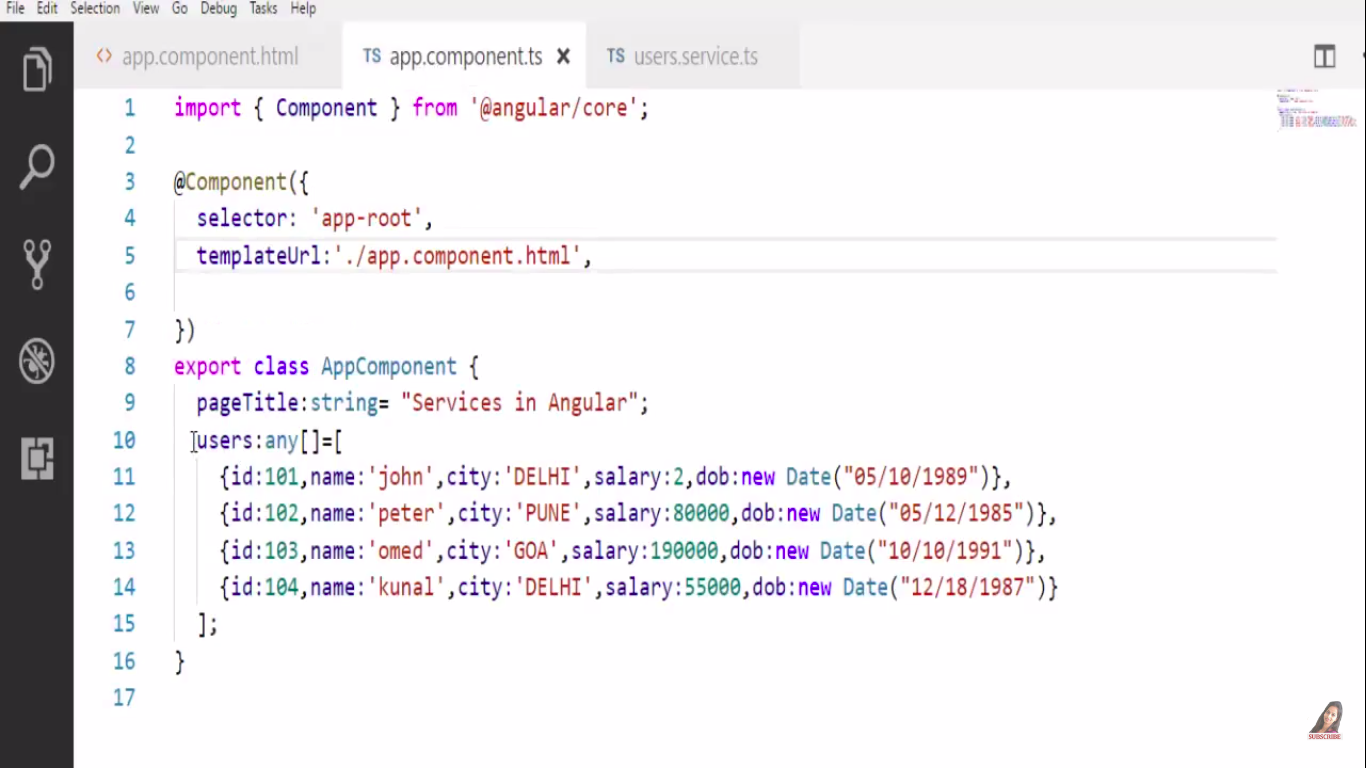 File Edit Selection View Go Debug Tasks Help
<> app.component.html TS app.component.ts × TS users.service.ts
1 import { Component } from '@angular/core';
2
3 @Component({
4 selector: 'app-root',
5 templateUrl:'./app.component.html',
6
7 })
8 export class AppComponent {
9 pageTitle:string= "Services in Angular";
10 users:any[]=[
11 {id:101,name:'john',city:'DELHI',salary:2,dob:new Date("05/10/1989")},
12 {id:102,name:'peter',city:'PUNE',salary:80000,dob:new Date("05/12/1985")},
13 {id:103,name:'omed',city:'GOA',salary:190000,dob:new Date("10/10/1991")},
14 {id:104,name:'kunal',city:'DELHI',salary:55000,dob:new Date("12/18/1987")}
15 ];
16 }
17
SUBSCRIBE